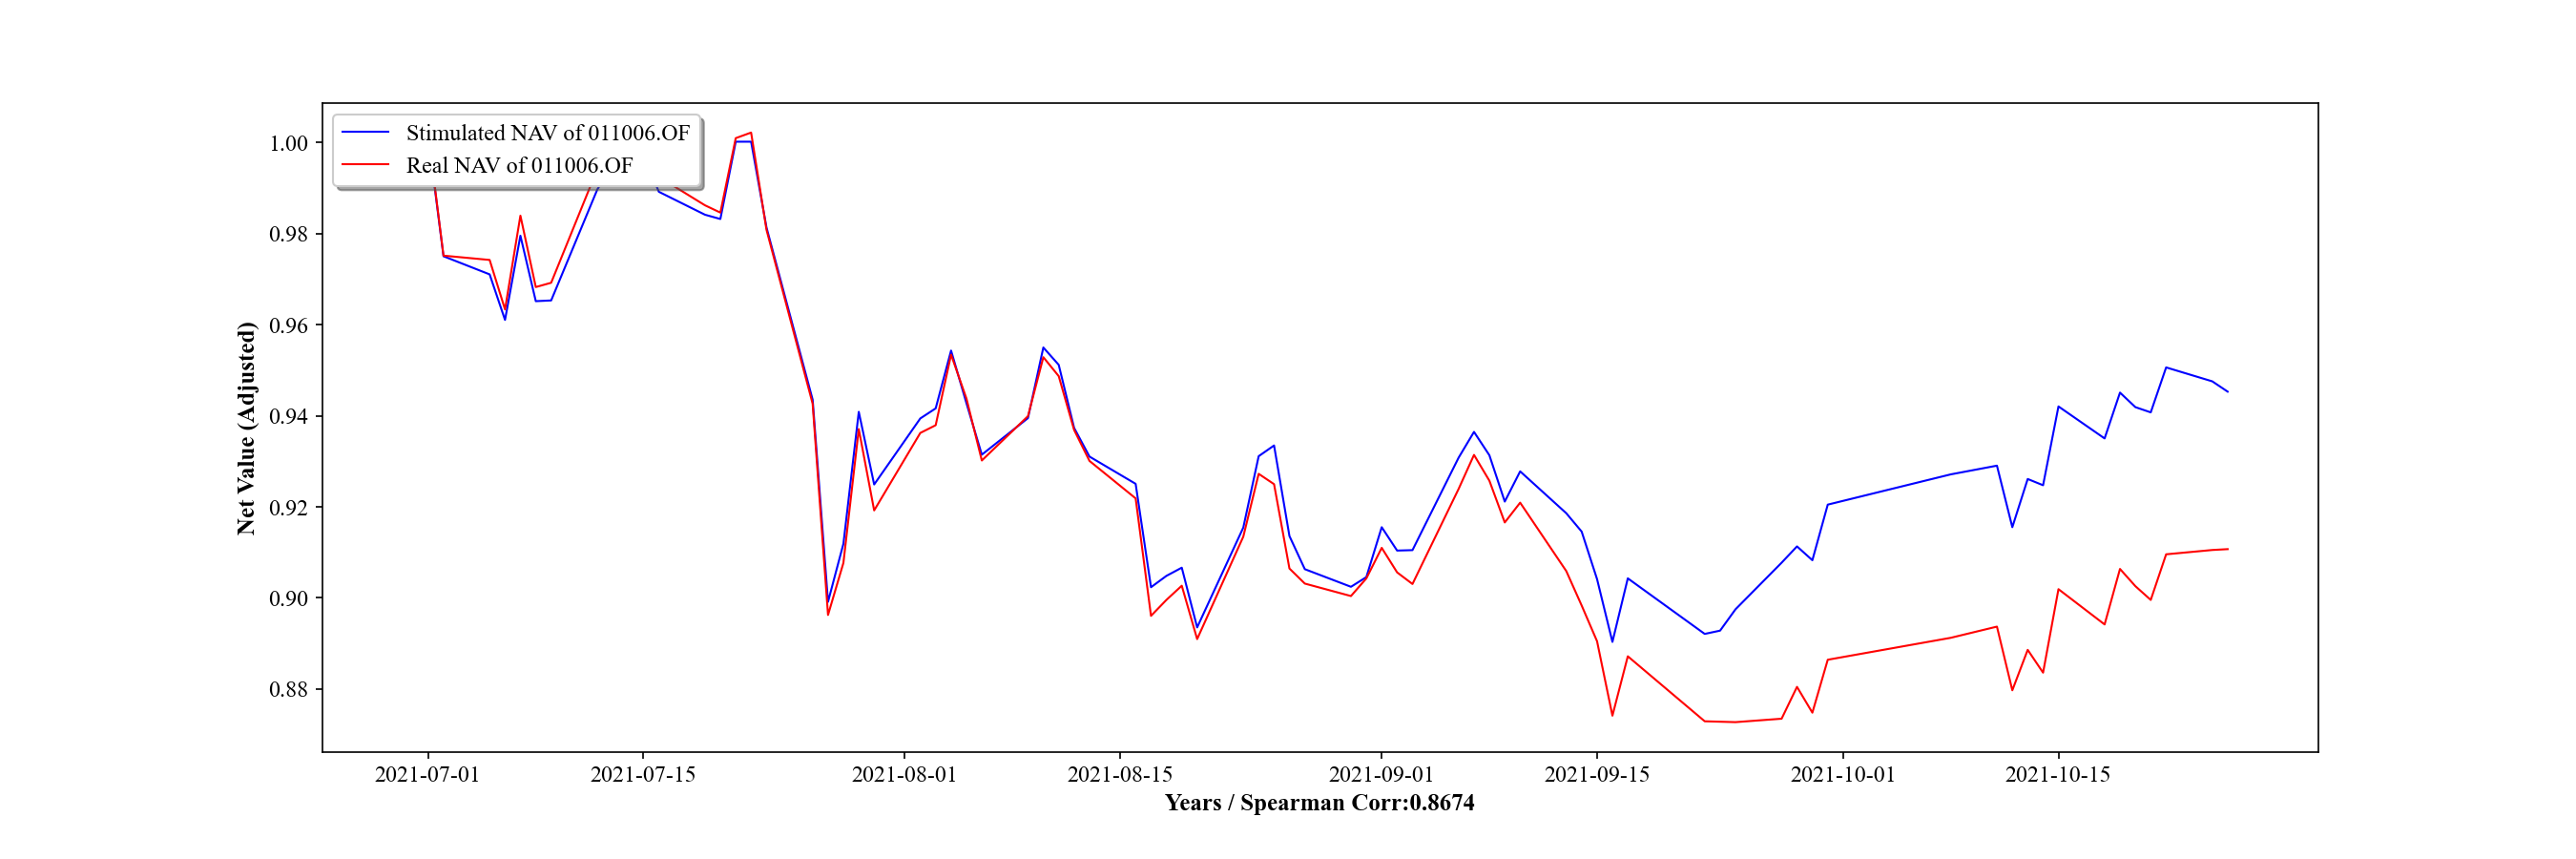 Stimulated NAV of 011006.OF
Real NAV of 011006.OF
1.00
0.98
0.96
0.94
0.92
0.90
0.88
Net Value (Adjusted)
2021-07-01 2021-07-15 2021-08-01 2021-08-15 2021-09-01 2021-09-15 2021-10-01 2021-10-15
Years / Spearman Corr:0.8674